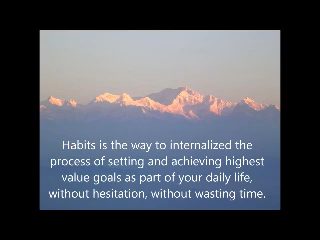 Habits is the way to internalized the
process of setting and achieving highest
value goals as part of your daily life,
without hesitation, without wasting time.